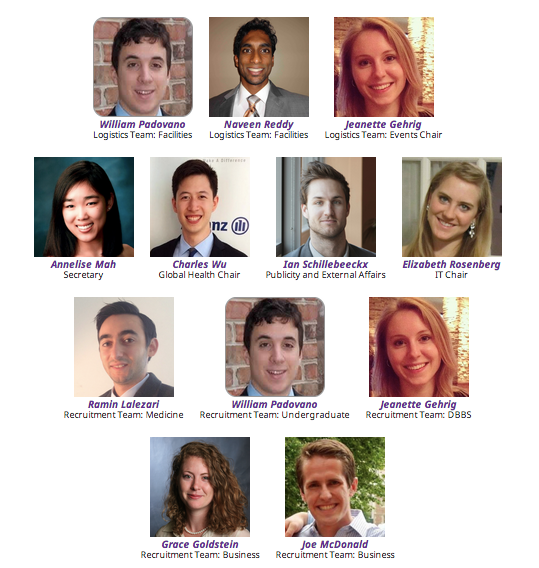 William Padovano
Logistics Team: Facilities
Naveen Reddy
Logistics Team: Facilities
Jeanette Gehrig
Logistics Team: Events Chair
nz
Annelise Mah
Secretary
Charles Wu
Global Health Chair
Ian Schillebeeckx
Publicity and External Affairs
Elizabeth Rosenberg
IT Chair
Ramin Lalezari
Recruitment Team: Medicine
William Padovano
Recruitment Team: Undergraduate
Jeanette Gehrig
Recruitment Team: DBBS
Grace Goldstein
Recruitment Team: Business
Joe McDonald
Recruitment Team: Business